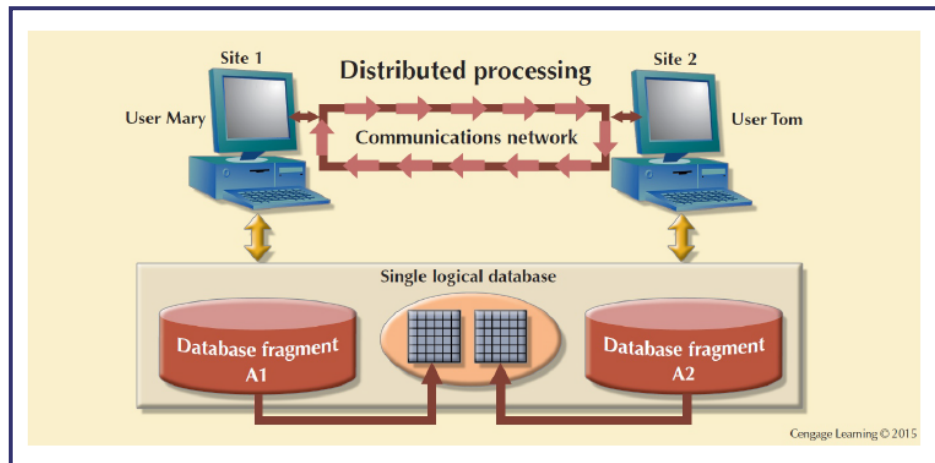 Site 1
Distributed processing
Site 2
User Mary
Communications network
User Tom
Single logical database
Database fragment
A1
Database fragment
A2
Cengage Learning © 2015